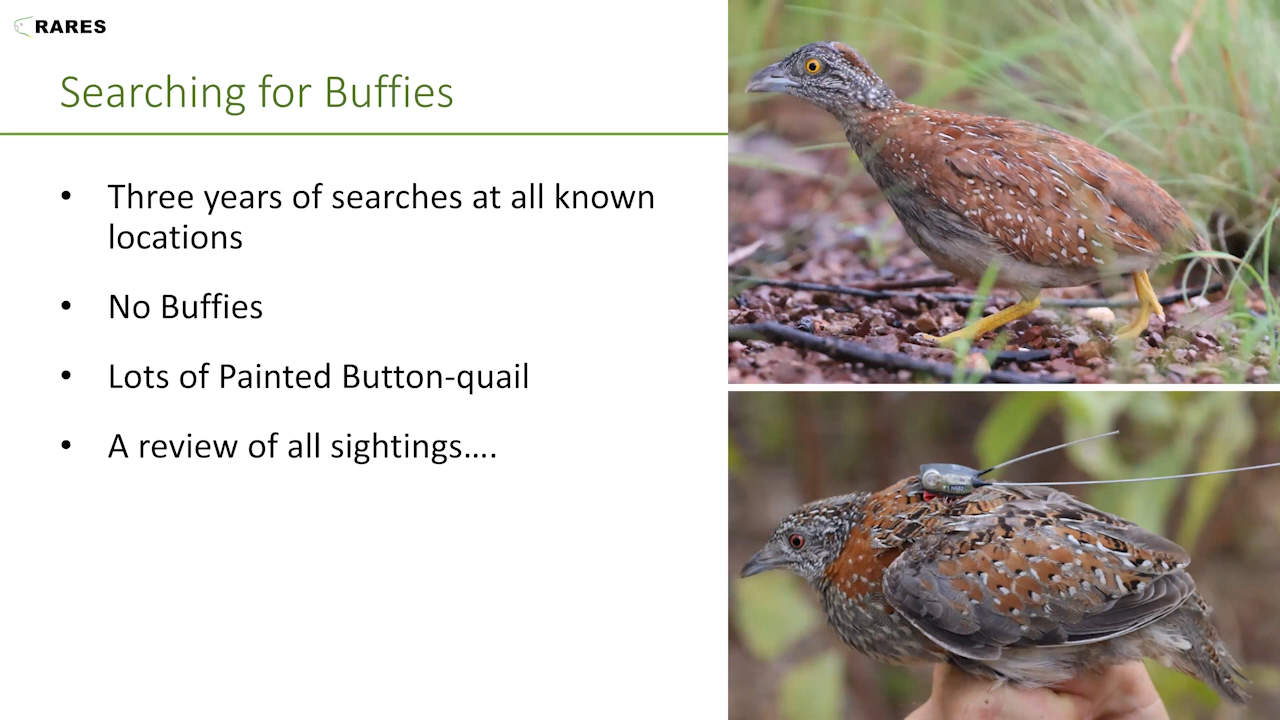 RARES
Searching for Buffies
• Three years of searches at all known
locations
• No Buffies
• Lots of Painted Button-quail
• A review of all sightings....